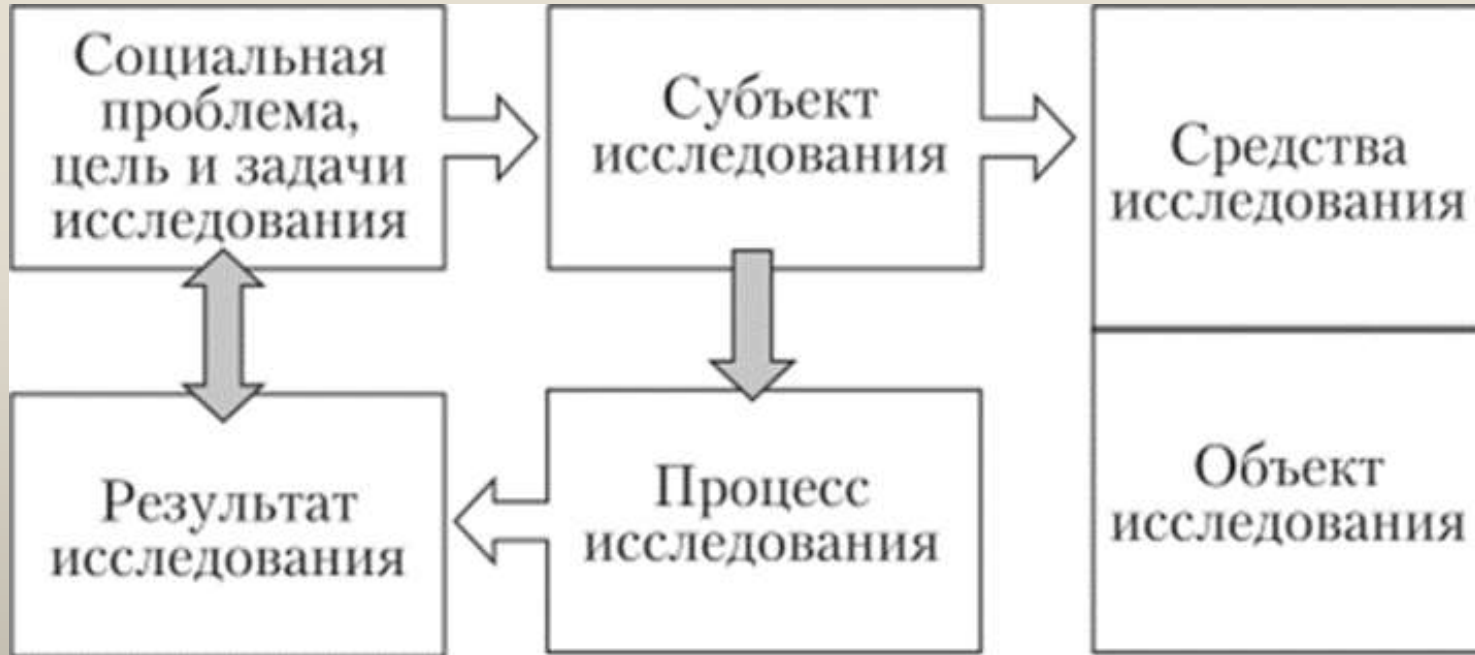 Социальная
проблема,
цель и задачи
исследования
Субъект
исследования
Средства
исследования
Результат
исследования
Процесс
исследования
Объект
исследования